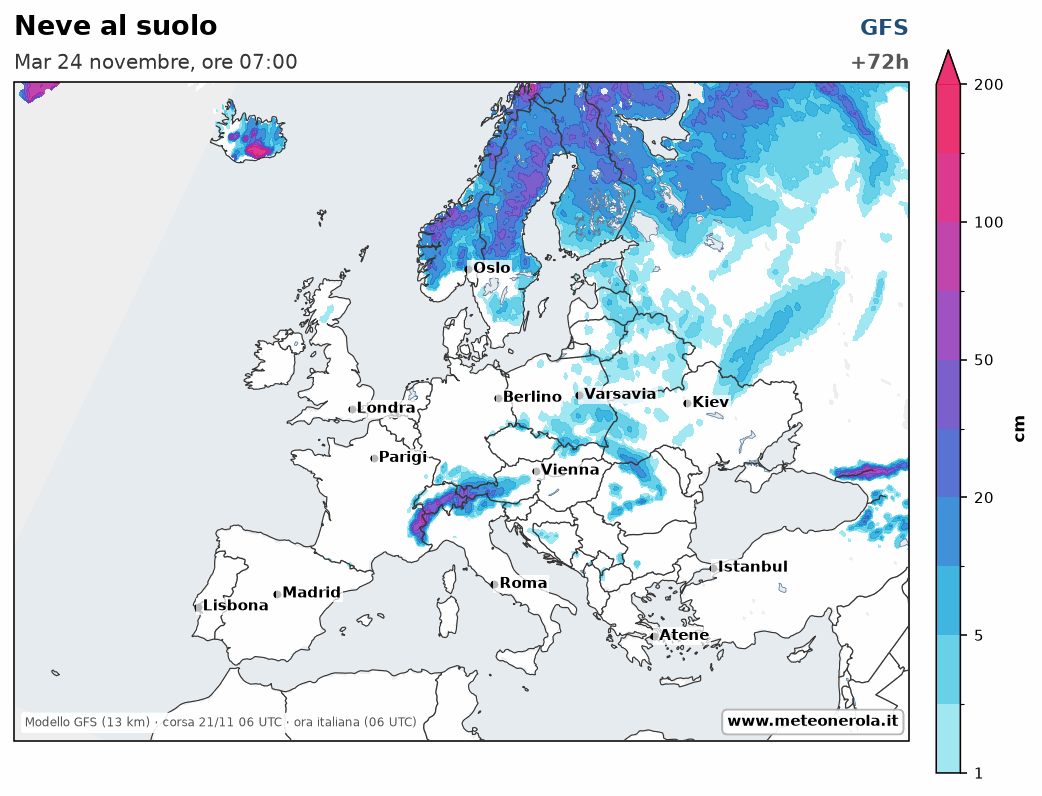 Neve al suolo
GFS
Mar 24 novembre, ore 07:00
+72h
200
100
50
20
5
1
cm
Oslo
Berlino
Varsavia
Kiev
Londra
Parigi
Vienna
Istanbul
Roma
Madrid
Lisbona
Atene
Modello GFS (13 km) · corsa 21/11 06 UTC · ora italiana (06 UTC)
www.meteonerola.it